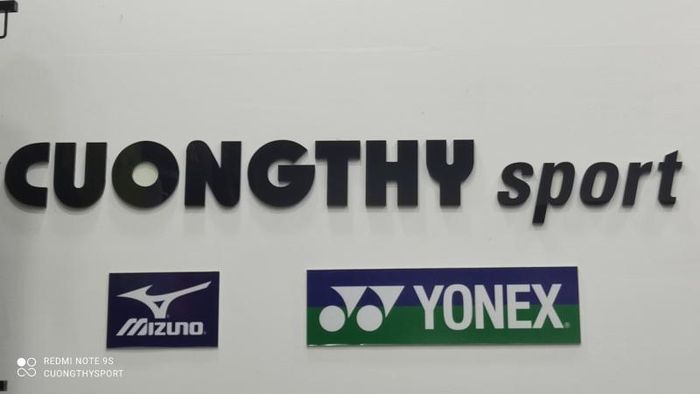 CUONGTHY sport
MIZUNO
YONEX
REDMI NOTE 9S
CUONGTHYSPORT